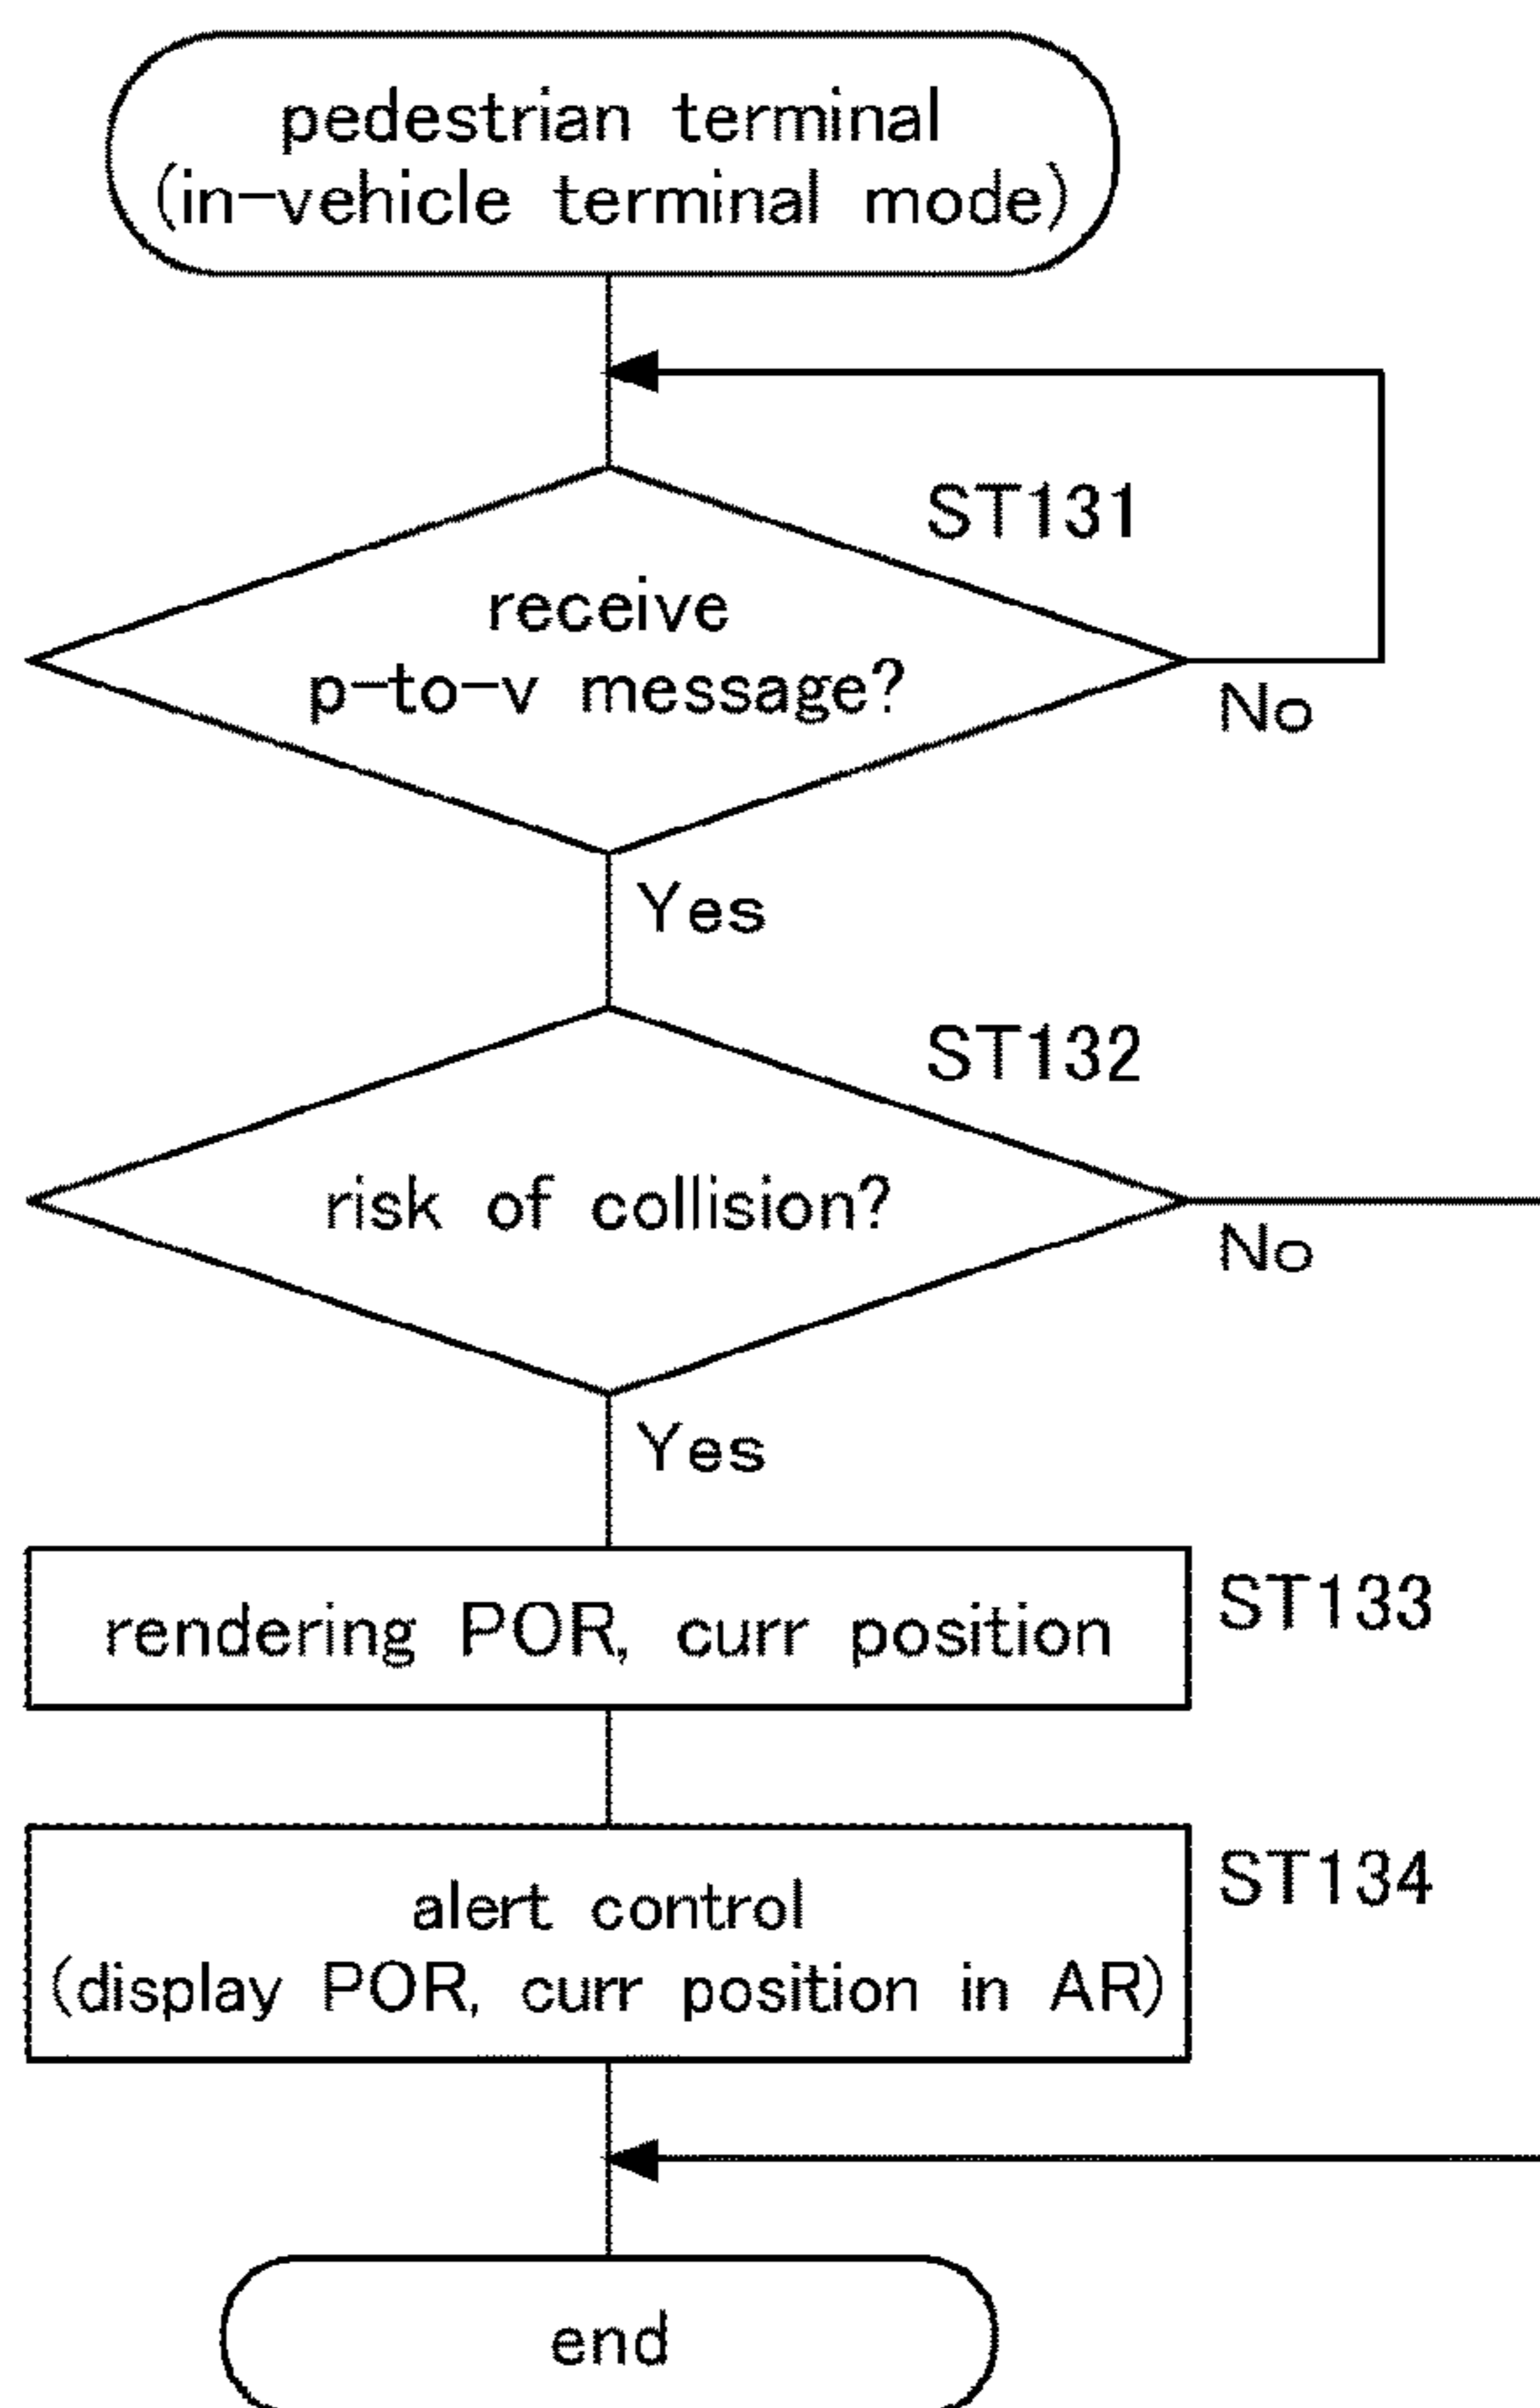 pedestrian terminal
(in-vehicle terminal mode)
ST131
receive
p-to-v message?
No
Yes
ST132
risk of collision?
No
Yes
rendering POR, curr position
ST133
alert control
(display POR, curr position in AR)
ST134
end